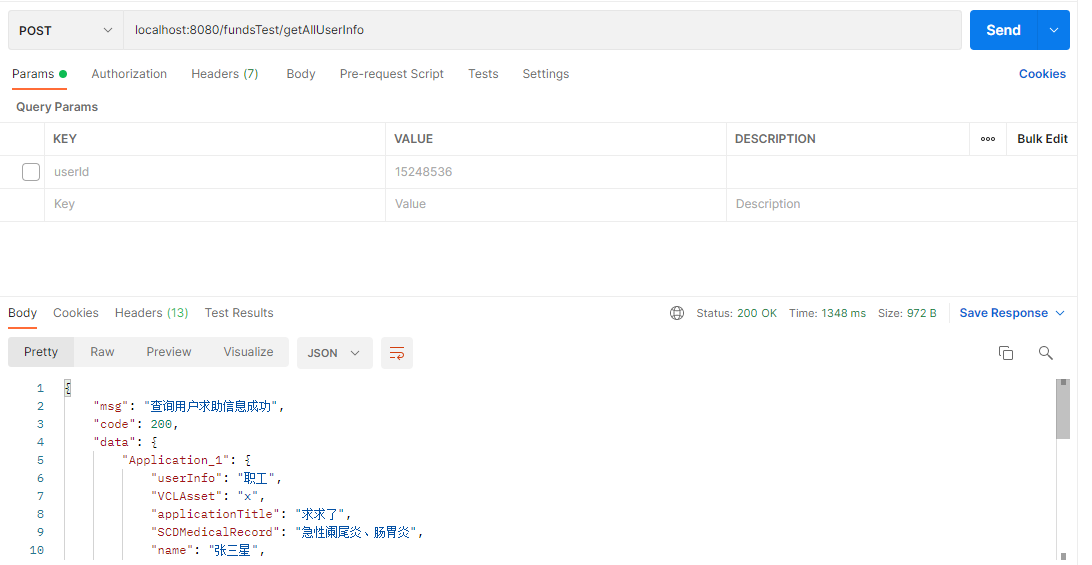 POST localhost:8080/fundsTest/getAllUserInfo Send
Params Authorization Headers (7) Body Pre-request Script Tests Settings Cookies
Query Params
KEY VALUE DESCRIPTION ooo Bulk Edit
userId 15248536
Key Value Description
Body Cookies Headers (13) Test Results Status: 200 OK Time: 1348 ms Size: 972 B Save Response
Pretty Raw Preview Visualize JSON
1 {
2 "msg": "查询用户求助信息成功",
3 "code": 200,
4 "data": {
5 "Application_1": {
6 "userInfo": "职工",
7 "VCLAsset": "x",
8 "applicationTitle": "求求了",
9 "SCDMedicalRecord": "急性阑尾炎、肠胃炎",
10 "name": "张三星",